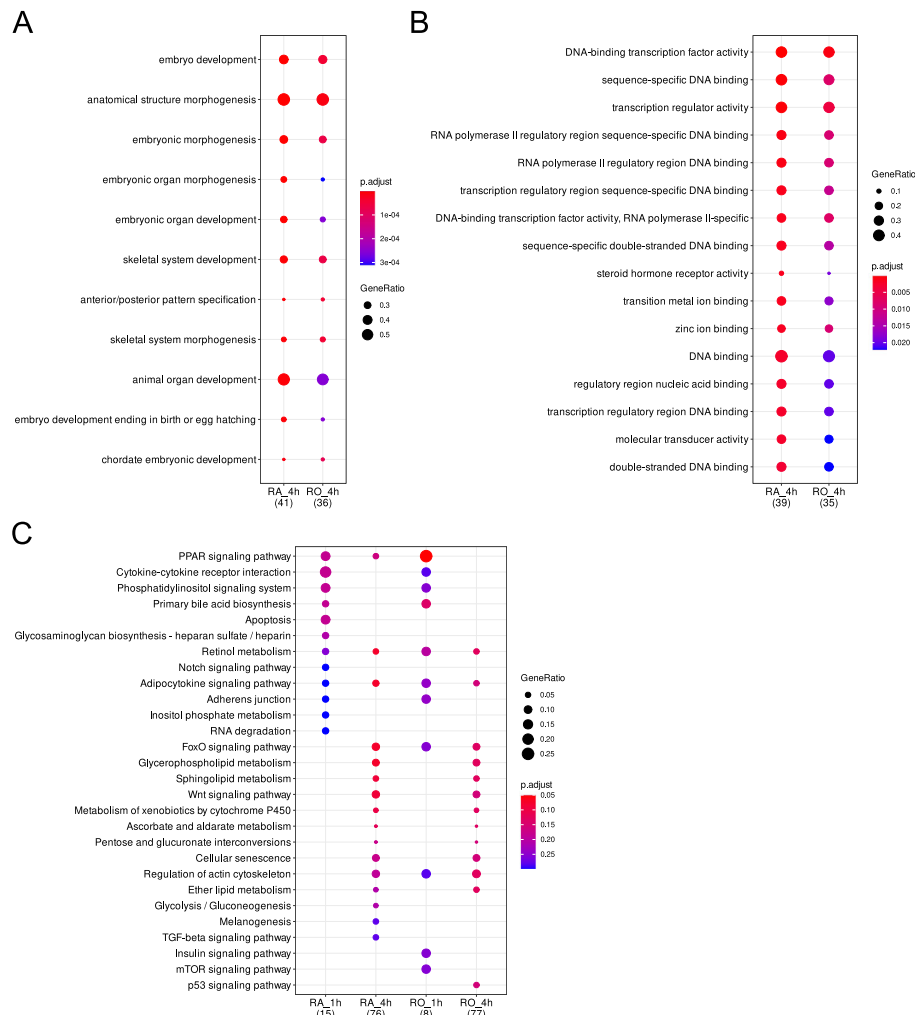 A
embryo development
anatomical structure morphogenesis
embryonic morphogenesis
embryonic organ morphogenesis
embryonic organ development
skeletal system development
anterior/posterior pattern specification
skeletal system morphogenesis
animal organ development
embryo development ending in birth or egg hatching
chordate embryonic development
RA_4h
(41)
RO_4h
(36)
p.adjust
1e-04
2e-04
3e-04
GeneRatio
0.3
0.4
0.5
B
DNA-binding transcription factor activity
sequence-specific DNA binding
transcription regulator activity
RNA polymerase II regulatory region sequence-specific DNA binding
RNA polymerase II regulatory region DNA binding
transcription regulatory region sequence-specific DNA binding
DNA-binding transcription factor activity, RNA polymerase II-specific
sequence-specific double-stranded DNA binding
steroid hormone receptor activity
transition metal ion binding
zinc ion binding
DNA binding
regulatory region nucleic acid binding
transcription regulatory region DNA binding
molecular transducer activity
double-stranded DNA binding
RA_4h
(39)
RO_4h
(35)
GeneRatio
0.1
0.2
0.3
0.4
p.adjust
0.005
0.010
0.015
0.020
C
PPAR signaling pathway
Cytokine-cytokine receptor interaction
Phosphatidylinositol signaling system
Primary bile acid biosynthesis
Apoptosis
Glycosaminoglycan biosynthesis - heparan sulfate / heparin
Retinol metabolism
Notch signaling pathway
Adipocytokine signaling pathway
Adherens junction
Inositol phosphate metabolism
RNA degradation
FoxO signaling pathway
Glycerophospholipid metabolism
Sphingolipid metabolism
Wnt signaling pathway
Metabolism of xenobiotics by cytochrome P450
Ascorbate and aldarate metabolism
Pentose and glucuronate interconversions
Cellular senescence
Regulation of actin cytoskeleton
Ether lipid metabolism
Glycolysis / Gluconeogenesis
Melanogenesis
TGF-beta signaling pathway
Insulin signaling pathway
mTOR signaling pathway
p53 signaling pathway
RA_1h
(15)
RA_4h
(76)
RO_1h
(8)
RO_4h
(77)
GeneRatio
0.05
0.10
0.15
0.20
0.25
p.adjust
0.05
0.10
0.15
0.20
0.25